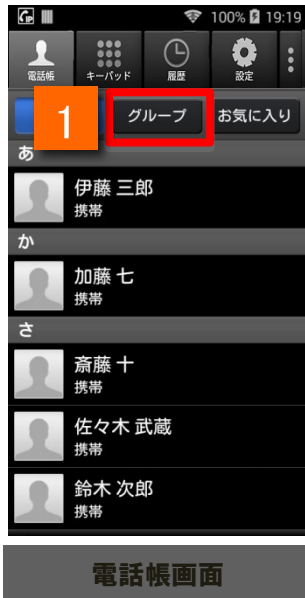 100% 19:19
電話帳 キーパッド 履歴 設定
1 グループ お気に入り
あ
伊藤 三郎
携帯
か
加藤 七
携帯
さ
斎藤 十
携帯
佐々木 武蔵
携帯
鈴木 次郎
携帯
電話帳画面